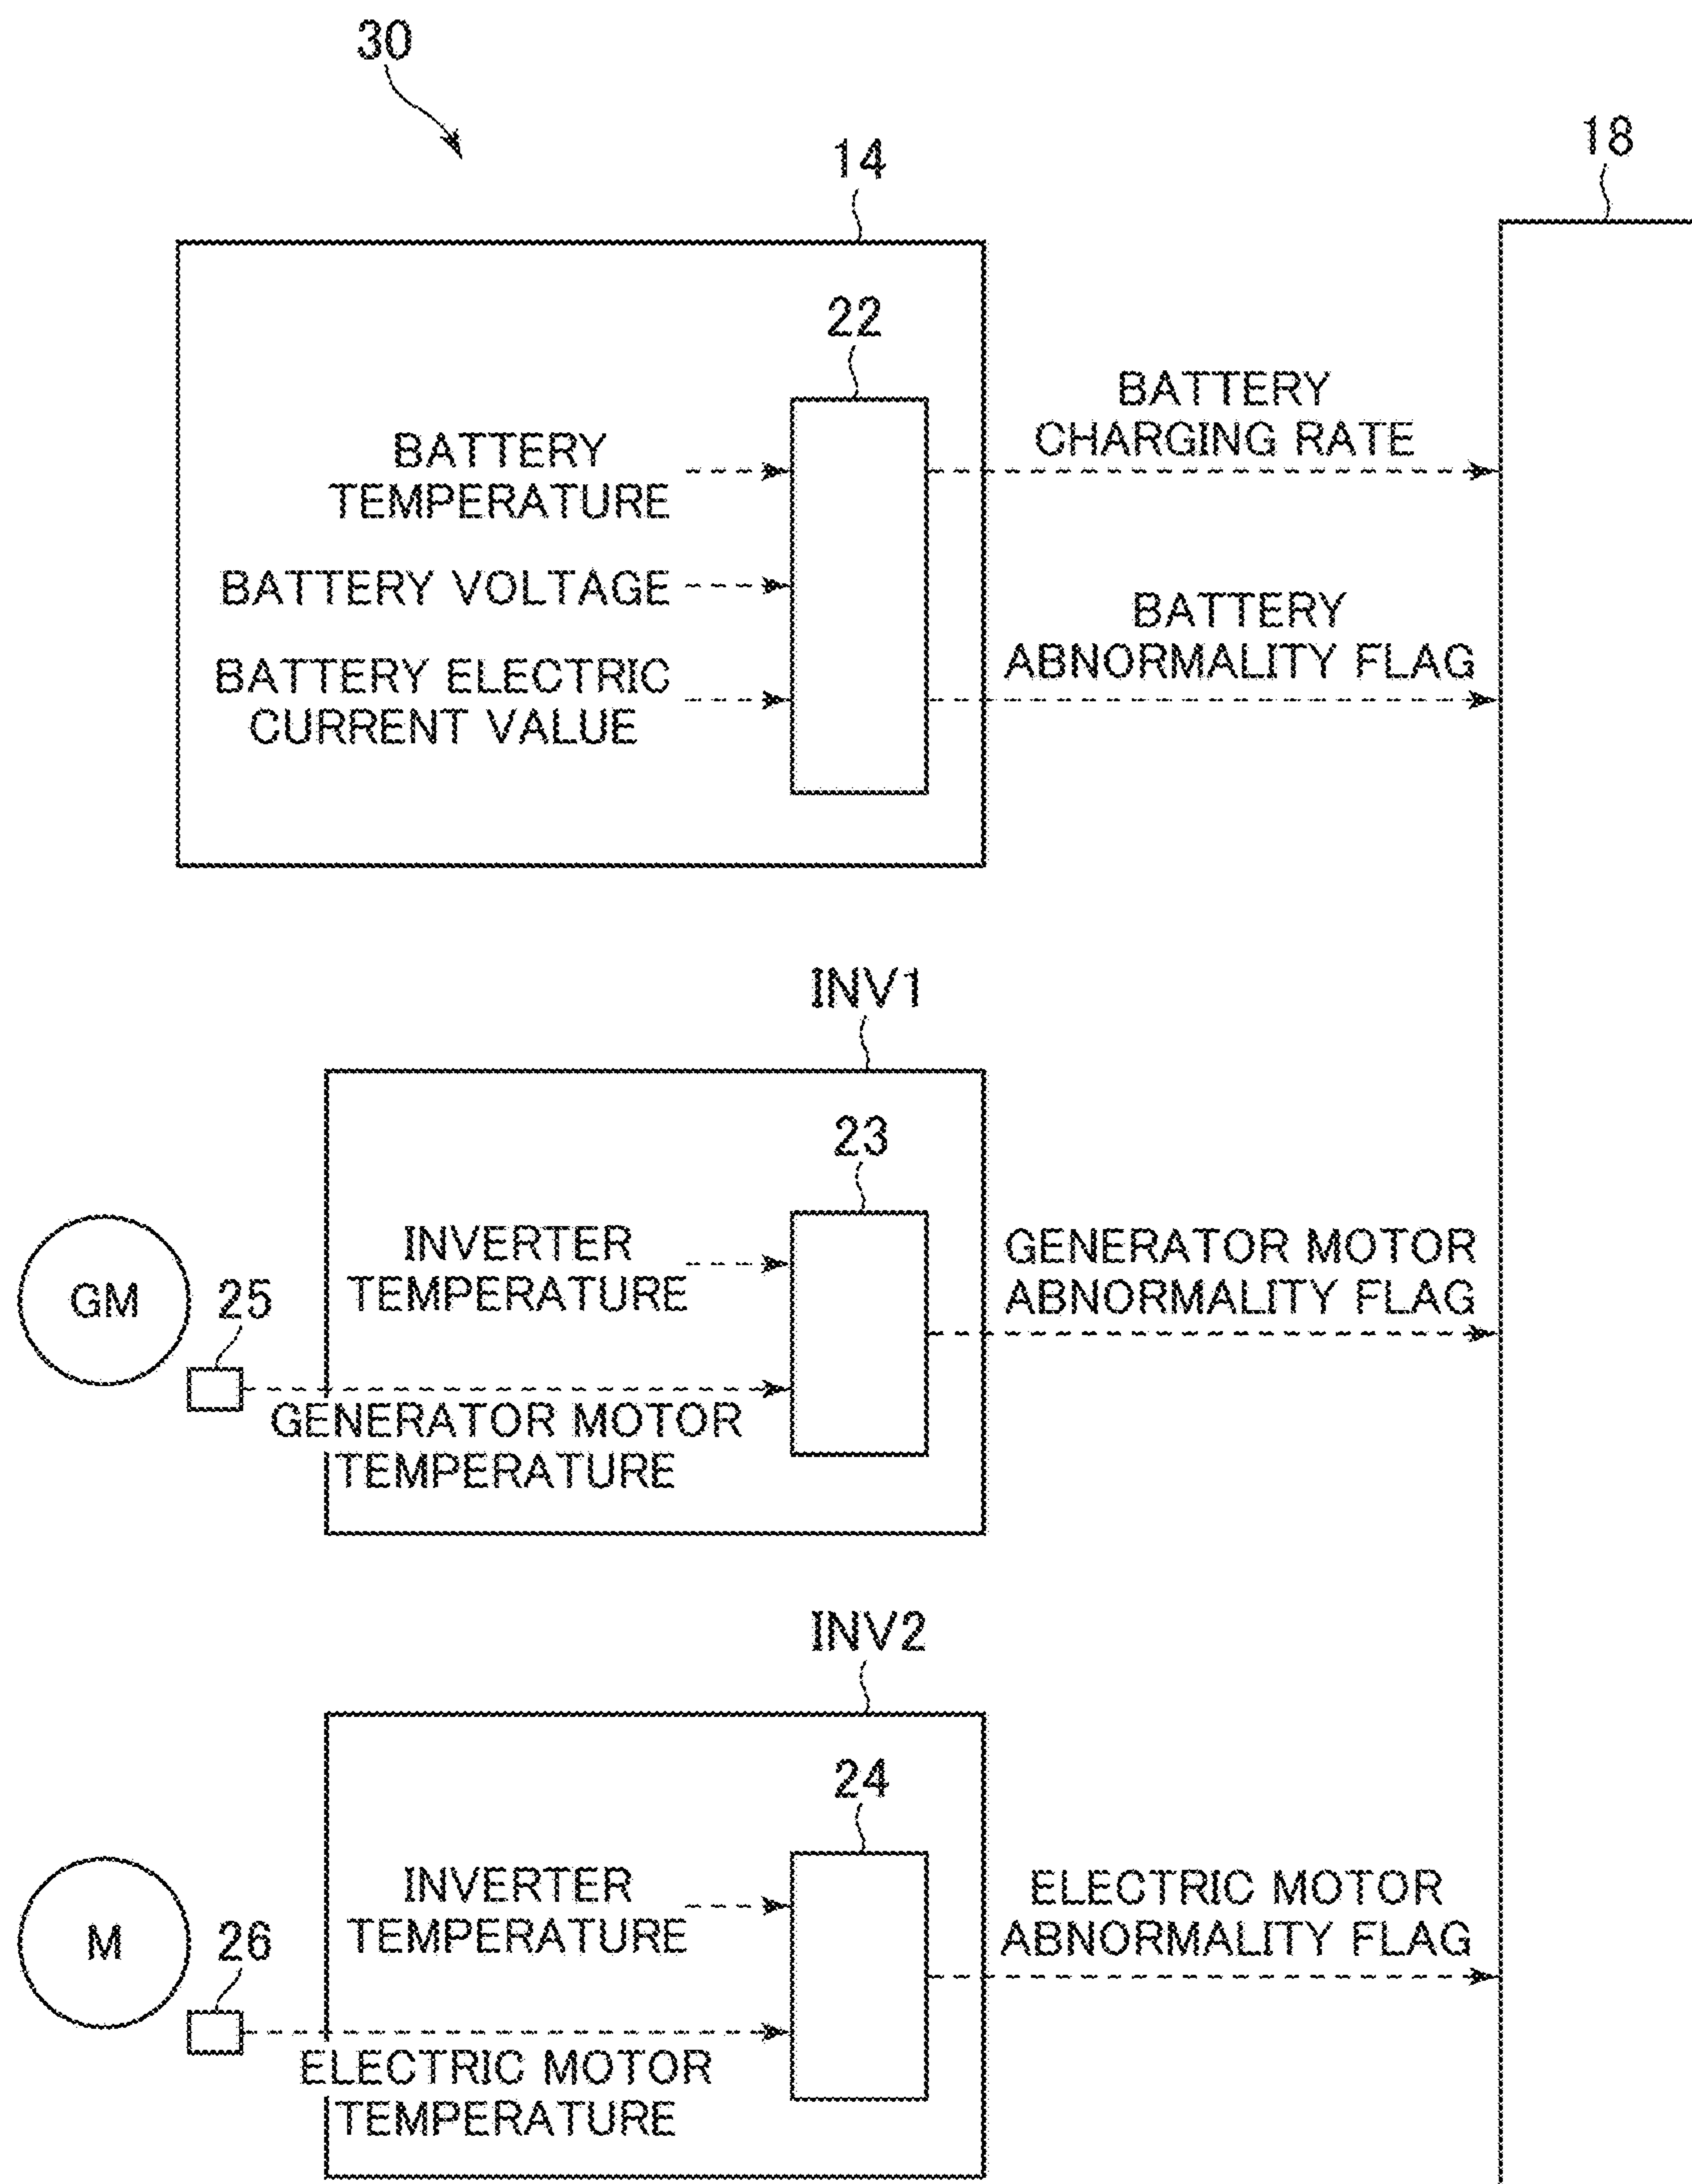 30
14
18
22
BATTERY
TEMPERATURE
BATTERY VOLTAGE
BATTERY ELECTRIC
CURRENT VALUE
BATTERY
CHARGING RATE
BATTERY
ABNORMALITY FLAG
INV1
23
GM
25
INVERTER
TEMPERATURE
GENERATOR MOTOR
TEMPERATURE
GENERATOR MOTOR
ABNORMALITY FLAG
INV2
24
M
26
INVERTER
TEMPERATURE
ELECTRIC MOTOR
TEMPERATURE
ELECTRIC MOTOR
ABNORMALITY FLAG